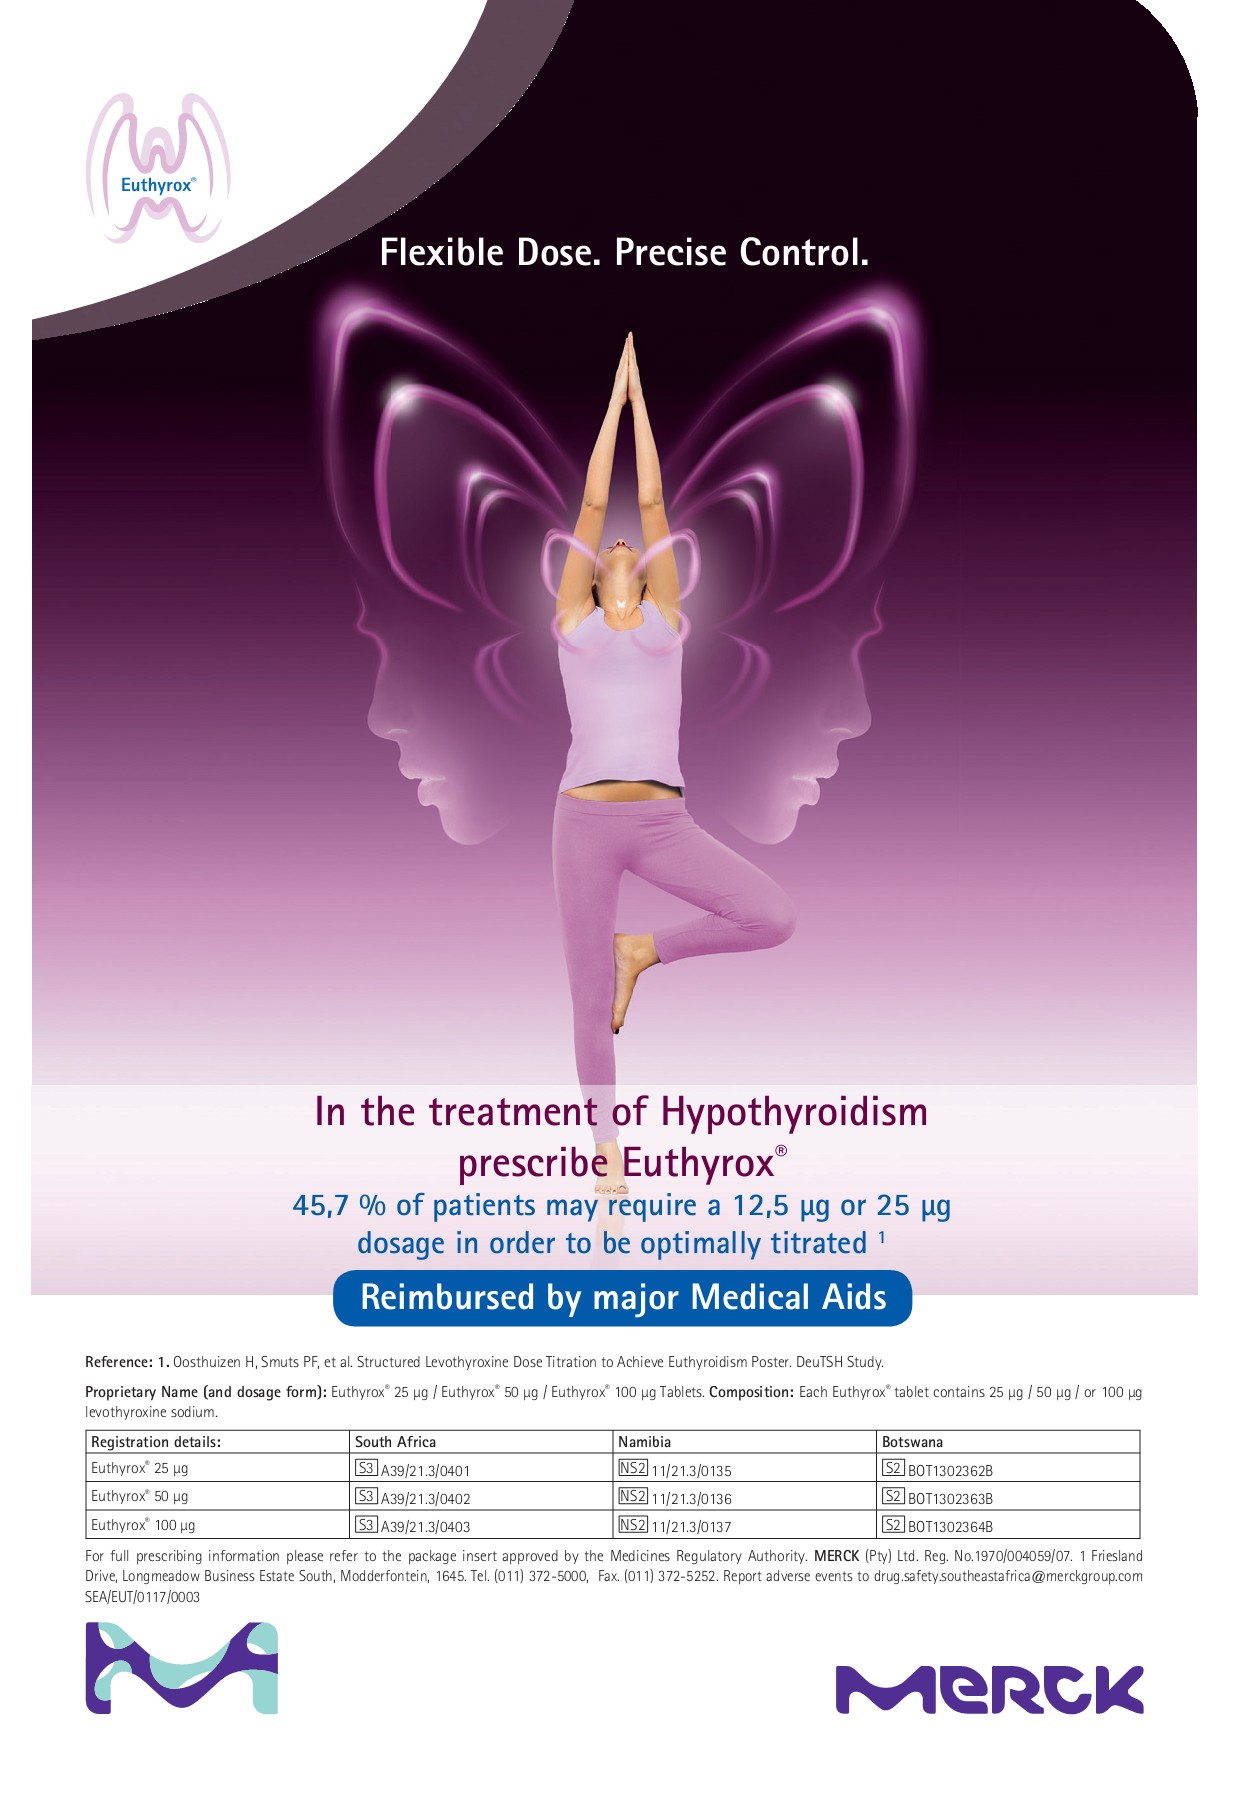 Euthyrox®
Flexible Dose. Precise Control.
In the treatment of Hypothyroidism
prescribe Euthyrox®
45,7 % of patients may require a 12,5 µg or 25 µg
dosage in order to be optimally titrated 1
Reimbursed by major Medical Aids
Reference: 1. Oosthuizen H, Smuts PF, et al. Structured Levothyroxine Dose Titration to Achieve Euthyroidism Poster. DeuTSH Study.
Proprietary Name (and dosage form): Euthyrox® 25 µg / Euthyrox® 50 µg / Euthyrox® 100 µg Tablets. Composition: Each Euthyrox® tablet contains 25 µg / 50 µg / or 100 µg
levothyroxine sodium.
Registration details: South Africa Namibia Botswana
Euthyrox® 25 µg S3 A39/21.3/0401 NS2 11/21.3/0135 S2 BOT1302362B
Euthyrox® 50 µg S3 A39/21.3/0402 NS2 11/21.3/0136 S2 BOT1302363B
Euthyrox® 100 µg S3 A39/21.3/0403 NS2 11/21.3/0137 S2 BOT1302364B
For full prescribing information please refer to the package insert approved by the Medicines Regulatory Authority. MERCK (Pty) Ltd. Reg. No.1970/004059/07. 1 Friesland
Drive, Longmeadow Business Estate South, Modderfontein, 1645. Tel. (011) 372-5000, Fax. (011) 372-5252. Report adverse events to drug.safety.southeastafrica@merckgroup.com
SEA/EUT/0117/0003
MERCK